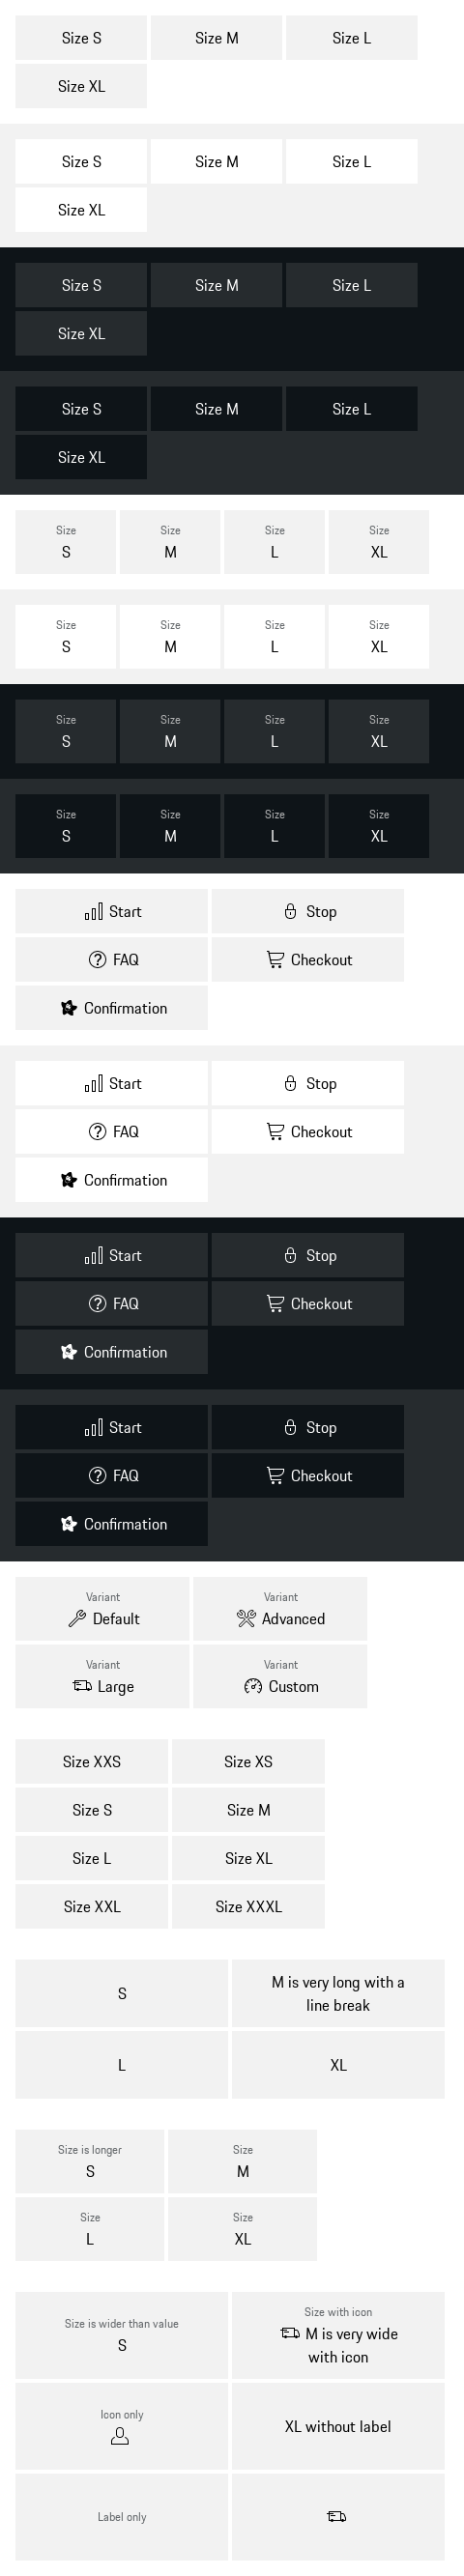 Size S Size M Size L
Size XL
Size S Size M Size L
Size XL
Size S Size M Size L
Size XL
Size S Size M Size L
Size XL
Size Size Size Size
S M L XL
Size Size Size Size
S M L XL
Size Size Size Size
S M L XL
Size Size Size Size
S M L XL
Start Stop
FAQ Checkout
Confirmation
Start Stop
FAQ Checkout
Confirmation
Start Stop
FAQ Checkout
Confirmation
Start Stop
FAQ Checkout
Confirmation
Variant Variant
Default Advanced
Variant Variant
Large Custom
Size XXS Size XS
Size S Size M
Size L Size XL
Size XXL Size XXXL
S
M is very long with a
line break
L XL
Size is longer Size
S M
Size Size
L XL
Size is wider than value
S
Size with icon
M is very wide
with icon
Icon only
XL without label
Label only